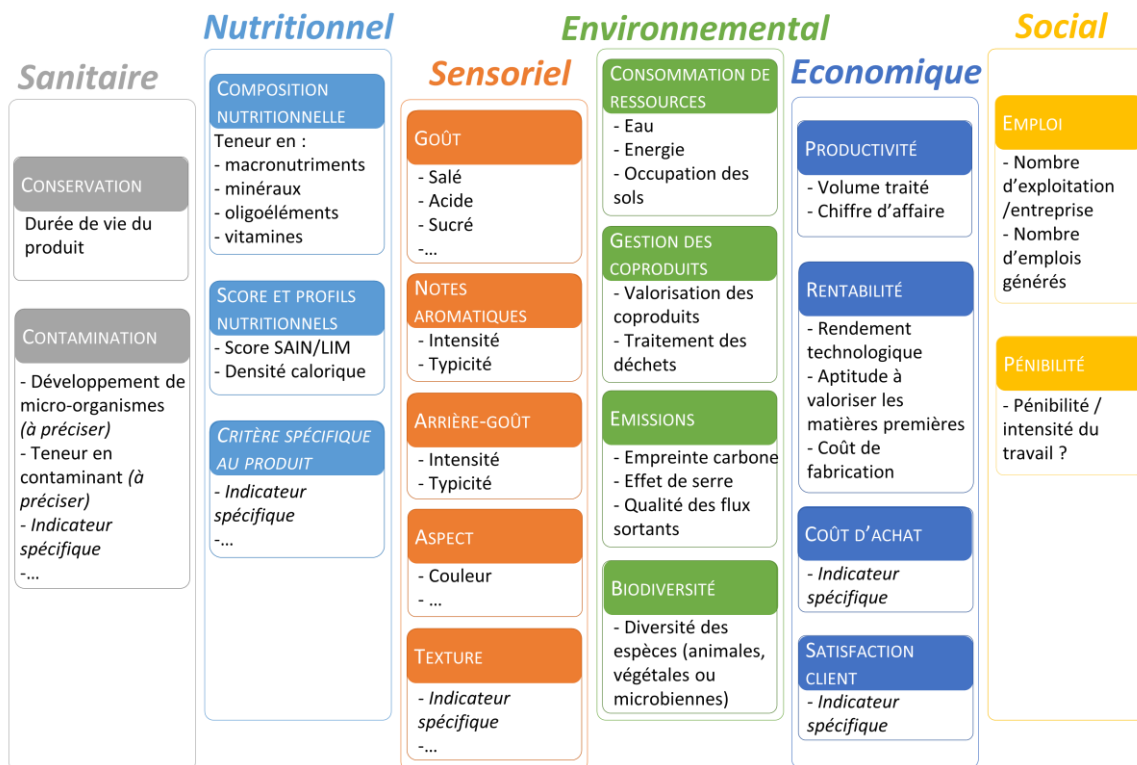 Sanitaire
CONSERVATION
Durée de vie du
produit
CONTAMINATION
- Développement de
micro-organismes
(à préciser)
- Teneur en
contaminant (à
préciser)
- Indicateur
spécifique
-...
Nutritionnel
COMPOSITION
NUTRITIONNELLE
Teneur en :
- macronutriments
- minéraux
- oligoéléments
- vitamines
SCORE ET PROFILS
NUTRITIONNELS
- Score SAIN/LIM
- Densité calorique
CRITÈRE SPÉCIFIQUE
AU PRODUIT
- Indicateur
spécifique
-...
Sensoriel
GOÛT
- Salé
- Acide
- Sucré
-...
NOTES
AROMATIQUES
- Intensité
- Typicité
ARRIÈRE-GOÛT
- Intensité
- Typicité
ASPECT
- Couleur
- ...
TEXTURE
- Indicateur
spécifique
-...
Environnemental
CONSOMMATION DE
RESSOURCES
- Eau
- Energie
- Occupation des
sols
GESTION DES
COPRODUITS
- Valorisation des
coproduits
- Traitement des
déchets
EMISSIONS
- Empreinte carbone
- Effet de serre
- Qualité des flux
sortants
BIODIVERSITÉ
- Diversité des
espèces (animales,
végétales ou
microbiennes)
Economique
PRODUCTIVITÉ
- Volume traité
- Chiffre d'affaire
RENTABILITÉ
- Rendement
technologique
- Aptitude à
valoriser les
matières premières
- Coût de
fabrication
COÛT D'ACHAT
- Indicateur
spécifique
SATISFACTION
CLIENT
- Indicateur
spécifique
Social
EMPLOI
- Nombre
d'exploitation
/entreprise
- Nombre
d'emplois
générés
PÉNIBILITÉ
- Pénibilité /
intensité du
travail ?